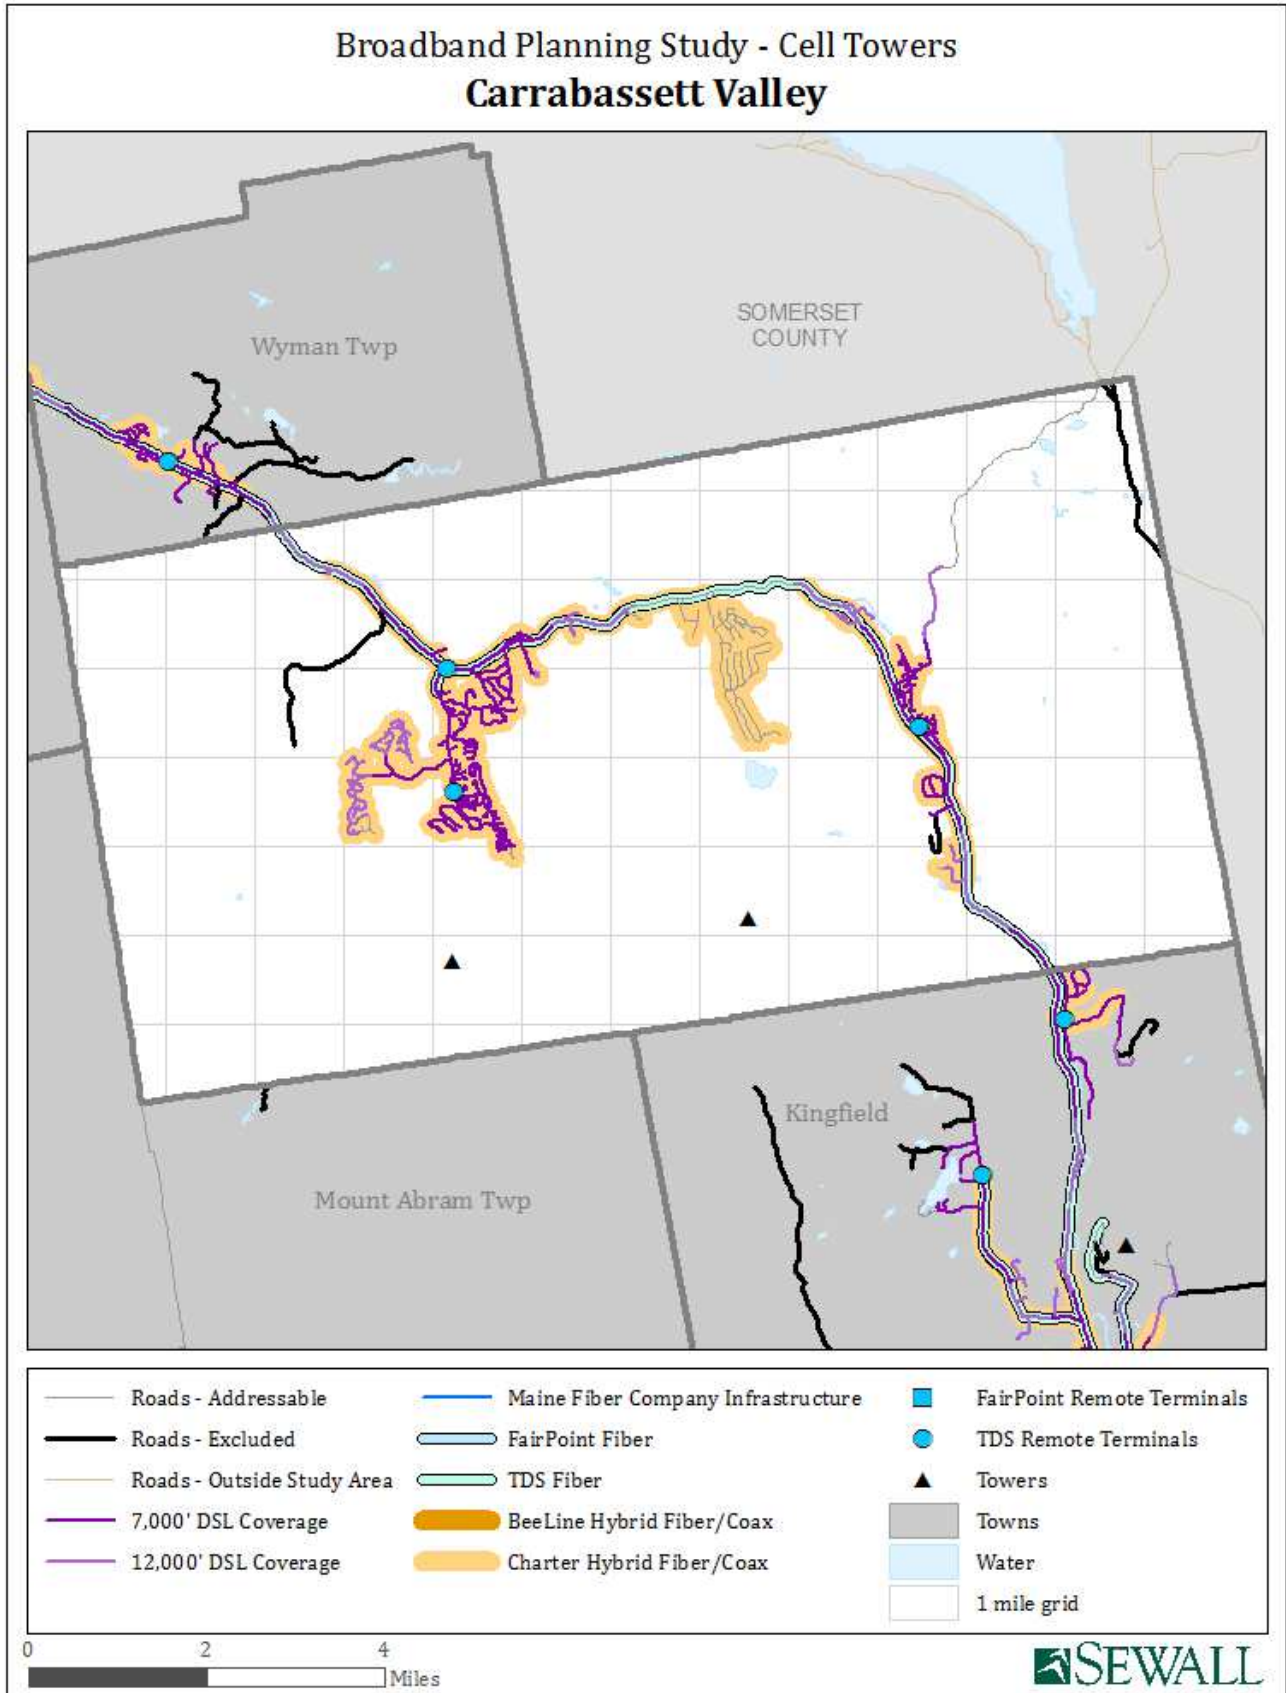 Broadband Planning Study - Cell Towers
Carrabassett Valley
SOMERSET
COUNTY
Wyman Twp
Kingfield
Mount Abram Twp
Roads - Addressable
Roads - Excluded
Roads - Outside Study Area
7,000' DSL Coverage
12,000' DSL Coverage
Maine Fiber Company Infrastructure
FairPoint Fiber
TDS Fiber
BeeLine Hybrid Fiber/Coax
Charter Hybrid Fiber/Coax
FairPoint Remote Terminals
TDS Remote Terminals
Towers
Towns
Water
1 mile grid
0 2 4
Miles
SEWALL